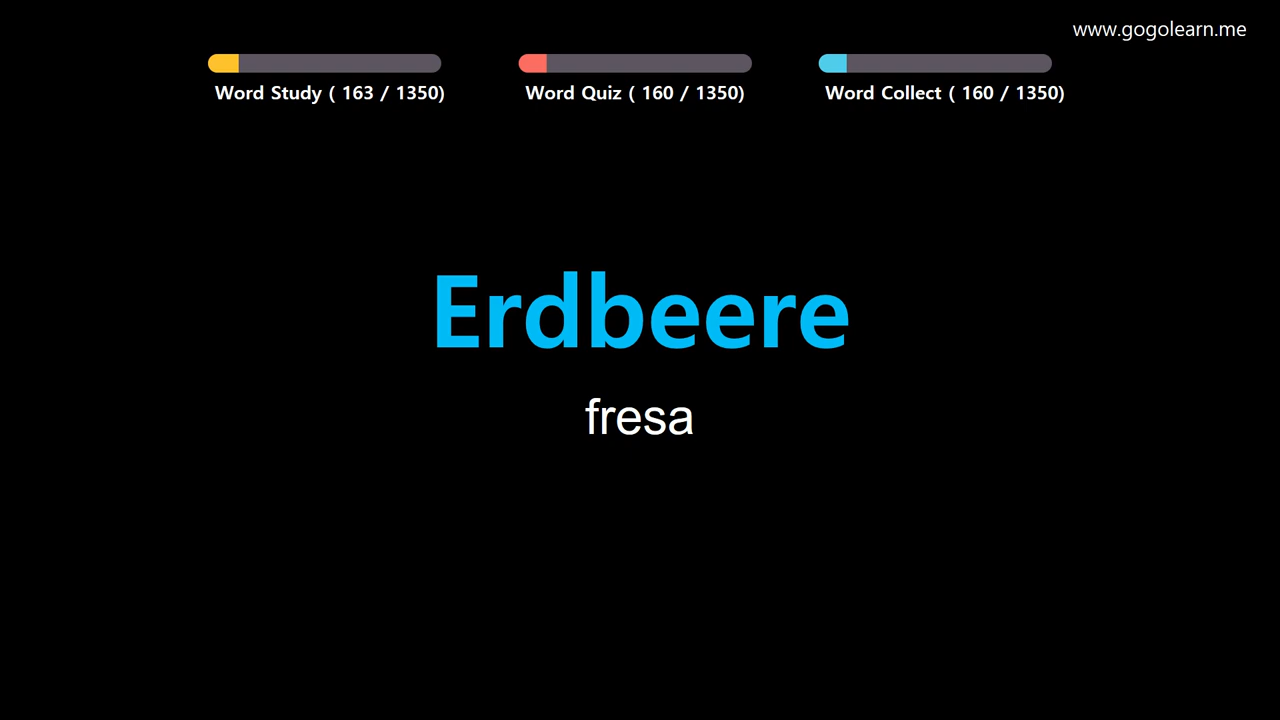 www.gogolearn.me
Word Study ( 163 / 1350)
Word Quiz ( 160 / 1350)
Word Collect ( 160 / 1350)
Erdbeere
fresa